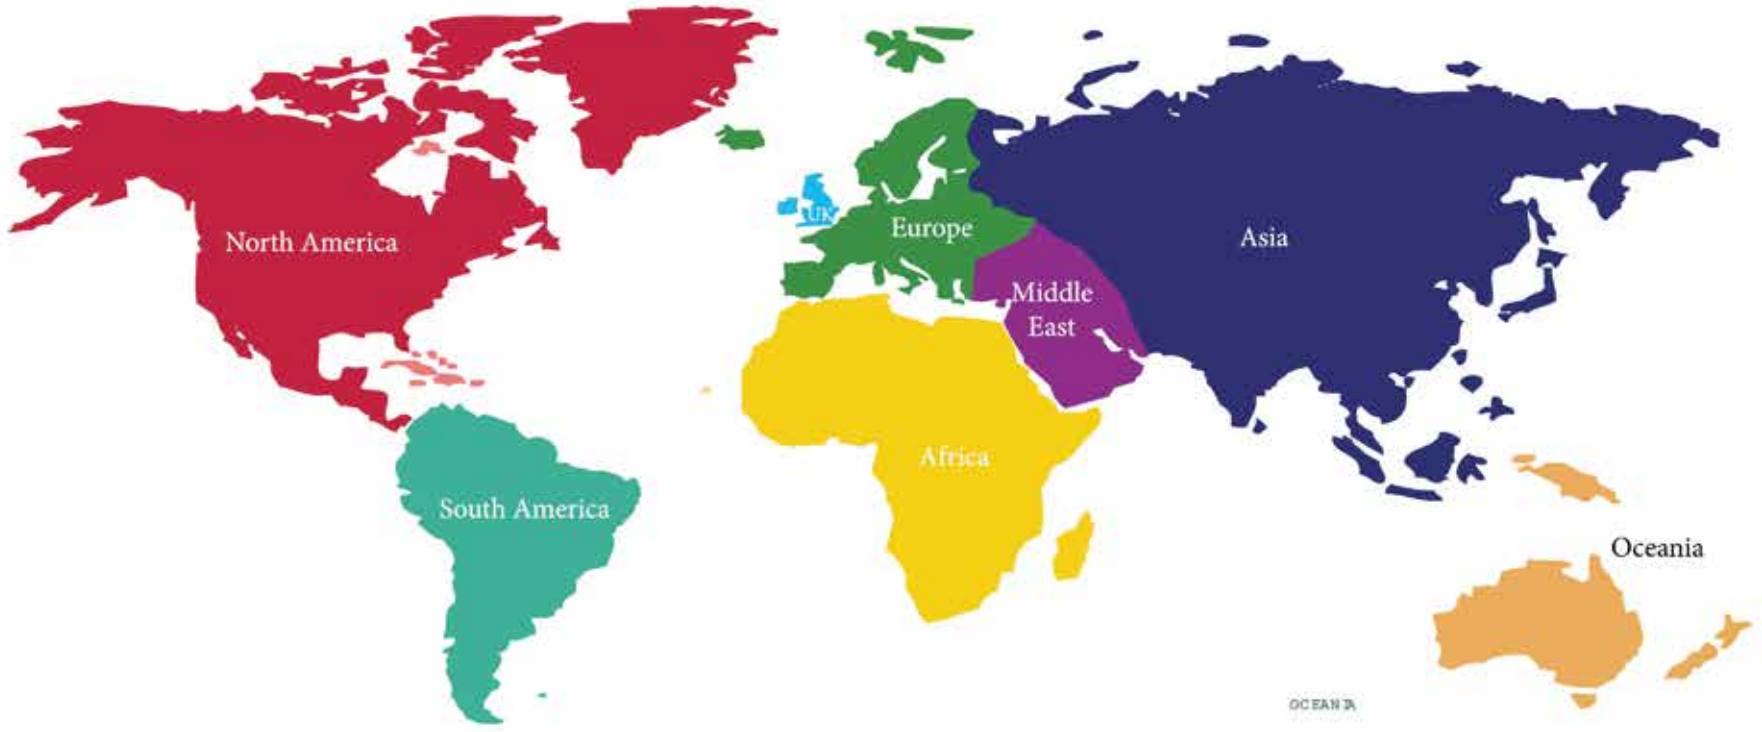 North America
UK
Europe
Asia
Middle
East
Africa
South America
Oceania
OCEANIA